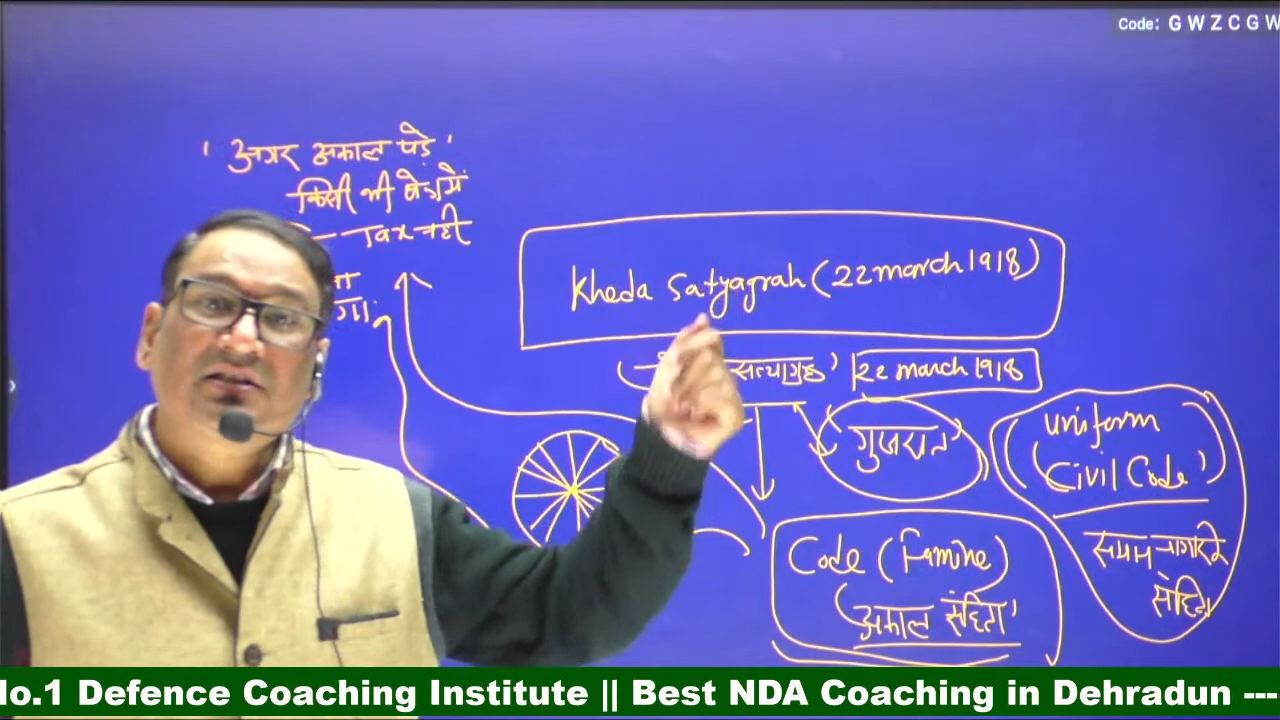 Code: G W Z C G W
' अगर अकाल पड़े '
किसी भी क्षेत्र में
Tax नही
गा
Kheda Satyagrah (22 march 1918)
सत्याग्रह' 22 march 1918
गुजरात
uniform
Civil Code'
समान नागरिक
संहिता
Code (Famine)
अकाल संहिता'
No.1 Defence Coaching Institute || Best NDA Coaching in Dehradun ---